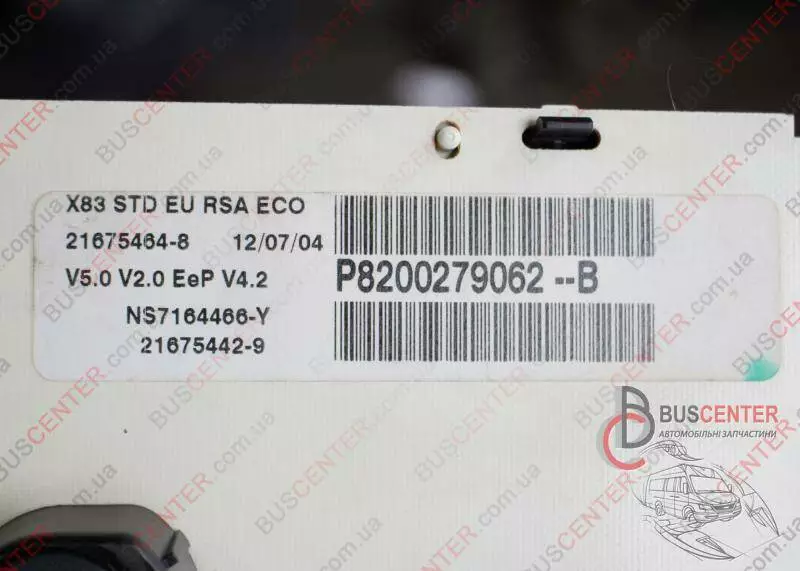 X83 STD EU RSA ECO
21675464-8 12/07/04
V5.0 V2.0 EeP V4.2
P8200279062 --B
NS7164466-Y
21675442-9
BUSCENTER
АВТОМОБІЛЬНІ ЗАПЧАСТИНИ
BUSCENTER.com.ua